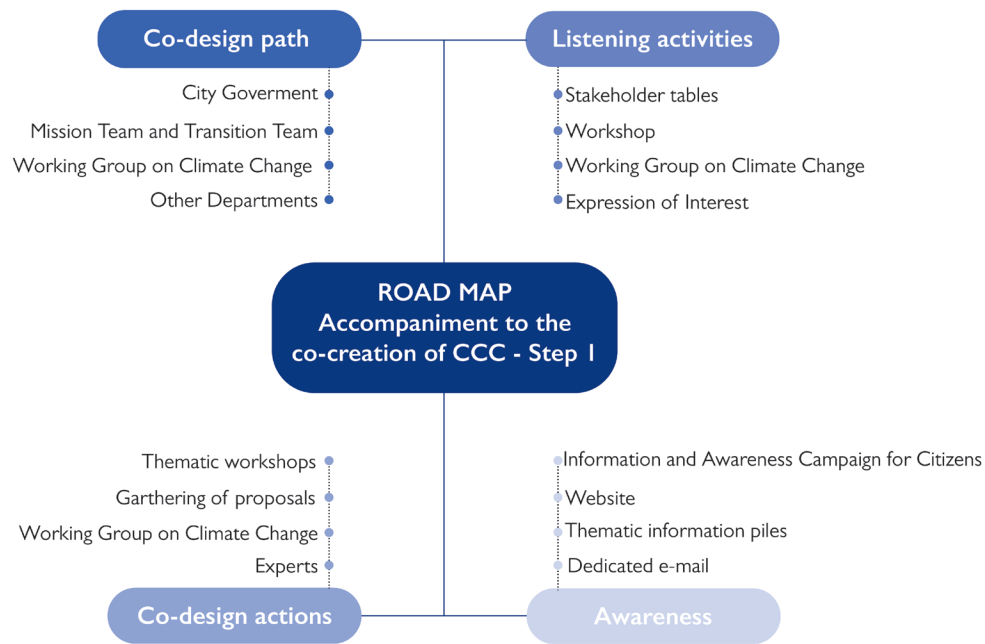 Co-design path
City Goverment
Mission Team and Transition Team
Working Group on Climate Change
Other Departments
Listening activities
Stakeholder tables
Workshop
Working Group on Climate Change
Expression of Interest
ROAD MAP
Accompaniment to the
co-creation of CCC - Step 1
Thematic workshops
Garthering of proposals
Working Group on Climate Change
Experts
Co-design actions
Information and Awareness Campaign for Citizens
Website
Thematic information piles
Dedicated e-mail
Awareness